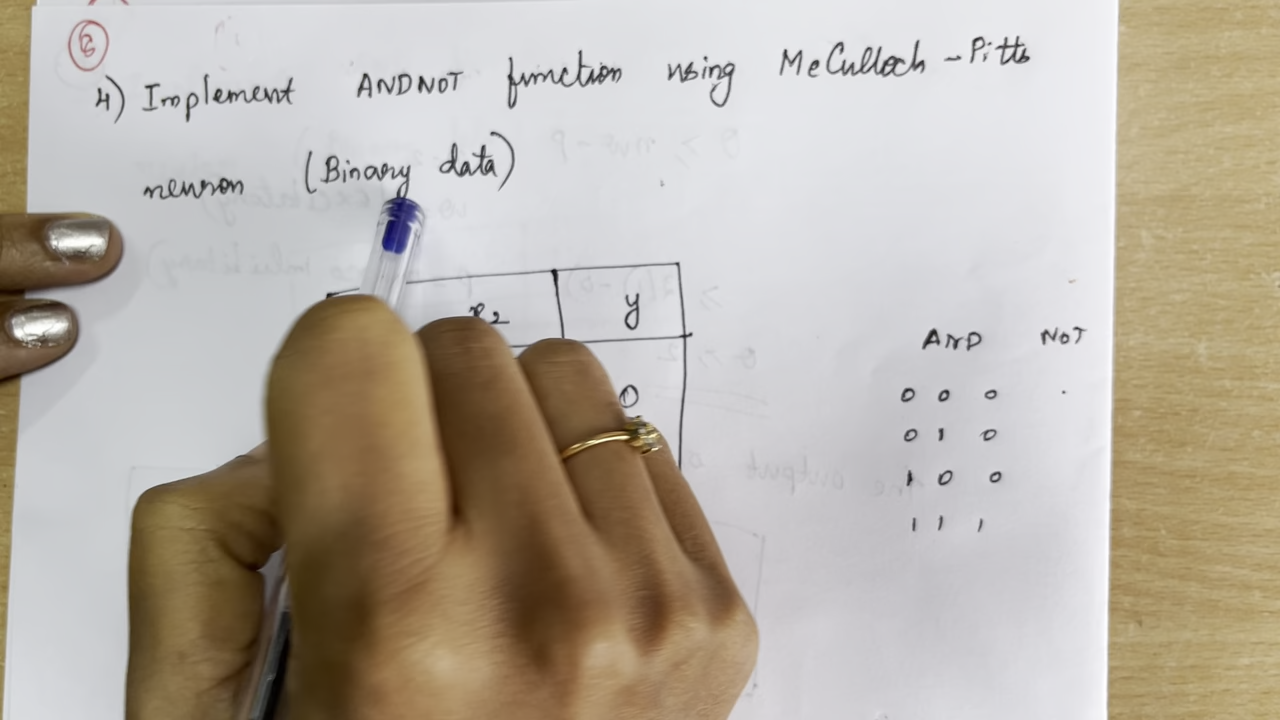 6
4) Implement ANDNOT function using McCulloch - Pitts
neuron (Binary data)
x2 y
0
AND NOT
0 0 0
0 1 0
1 0 0
1 1 1